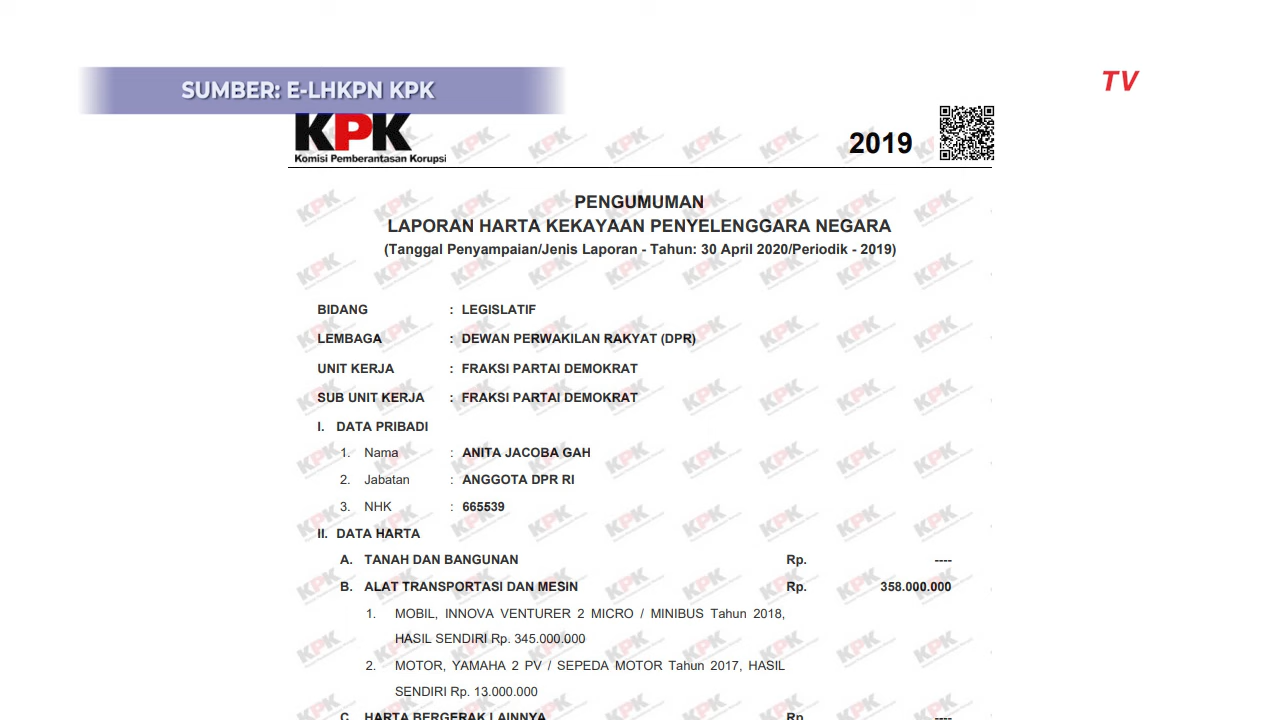 SUMBER: E-LHKPN KPK
TV
KPK
Komisi Pemberantasan Korupsi
2019
PENGUMUMAN
LAPORAN HARTA KEKAYAAN PENYELENGGARA NEGARA
(Tanggal Penyampaian/Jenis Laporan - Tahun: 30 April 2020/Periodik - 2019)
BIDANG : LEGISLATIF
LEMBAGA : DEWAN PERWAKILAN RAKYAT (DPR)
UNIT KERJA : FRAKSI PARTAI DEMOKRAT
SUB UNIT KERJA : FRAKSI PARTAI DEMOKRAT
I. DATA PRIBADI
1. Nama : ANITA JACOBA GAH
2. Jabatan : ANGGOTA DPR RI
3. NHK : 665539
II. DATA HARTA
A. TANAH DAN BANGUNAN Rp. ----
B. ALAT TRANSPORTASI DAN MESIN Rp. 358.000.000
1. MOBIL, INNOVA VENTURER 2 MICRO / MINIBUS Tahun 2018,
HASIL SENDIRI Rp. 345.000.000
2. MOTOR, YAMAHA 2 PV / SEPEDA MOTOR Tahun 2017, HASIL
SENDIRI Rp. 13.000.000
C. HARTA BERGERAK LAINNYA Rp. ----